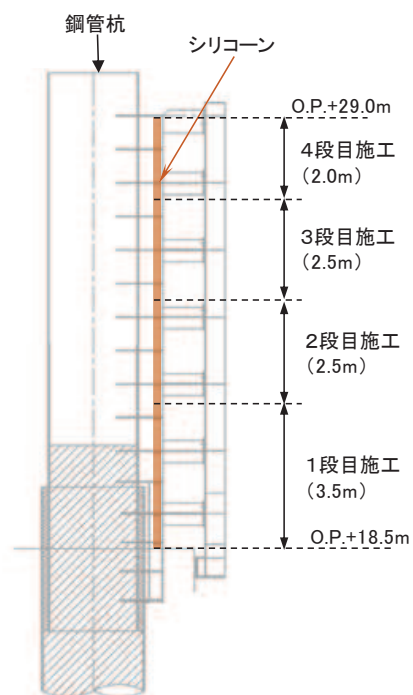 鋼管杭
シリコーン
O.P.+29.0m
４段目施工
（2.0m）
３段目施工
（2.5m）
２段目施工
（2.5m）
１段目施工
（3.5m）
O.P.+18.5m